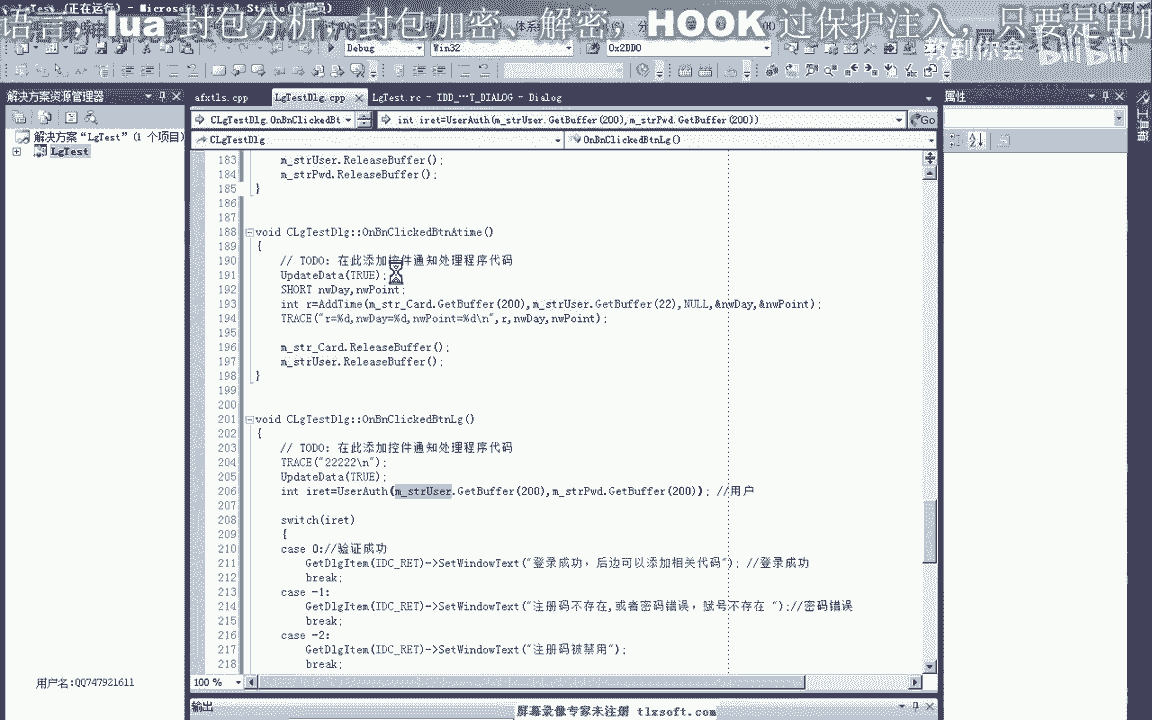 语言，lua 封包分析，封包加密、解密，HOOK 过保护注入，只要是电脑
教到你会 bilibili
Debug Win32 0x2DD0
解决方案资源管理器
afxtls.cpp LgTestDlg.cpp LgTest.rc - IDD_...T_DIALOG - Dialog
属性
工具箱
CLgTestDlg.OnBnClickedBt int iret=UserAuth(m_strUser.GetBuffer(200),m_strPwd.GetBuffer(200)) Go
解决方案“LgTest”(1 个项目)
LgTest
CLgTestDlg OnBnClickedBtnLg()
183 m_strUser.ReleaseBuffer();
184 m_strPwd.ReleaseBuffer();
185 }
186
187
188 void CLgTestDlg::OnBnClickedBtnAtime()
189 {
190 // TODO: 在此添加控件通知处理程序代码
191 UpdateData(TRUE);
192 SHORT nwDay,nwPoint;
193 int r=AddTime(m_str_Card.GetBuffer(200),m_strUser.GetBuffer(22),NULL,&nwDay,&nwPoint);
194 TRACE("r=%d,nwDay=%d,nwPoint=%d\n",r,nwDay,nwPoint);
195
196 m_str_Card.ReleaseBuffer();
197 m_strUser.ReleaseBuffer();
198 }
199
200
201 void CLgTestDlg::OnBnClickedBtnLg()
202 {
203 // TODO: 在此添加控件通知处理程序代码
204 TRACE("22222\n");
205 UpdateData(TRUE);
206 int iret=UserAuth(m_strUser.GetBuffer(200),m_strPwd.GetBuffer(200)); //用户
207
208 switch(iret)
209 {
210 case 0://验证成功
211 GetDlgItem(IDC_RET)->SetWindowText("登录成功，后边可以添加相关代码"); //登录成功
212 break;
213 case -1:
214 GetDlgItem(IDC_RET)->SetWindowText("注册码不存在,或者密码错误，账号不存在 ");//密码错误
215 break;
216 case -2:
217 GetDlgItem(IDC_RET)->SetWindowText("注册码被禁用");
218 break;
用户名:QQ747921611
100 %
输出
屏幕录像专家未注册 tlxsoft.com